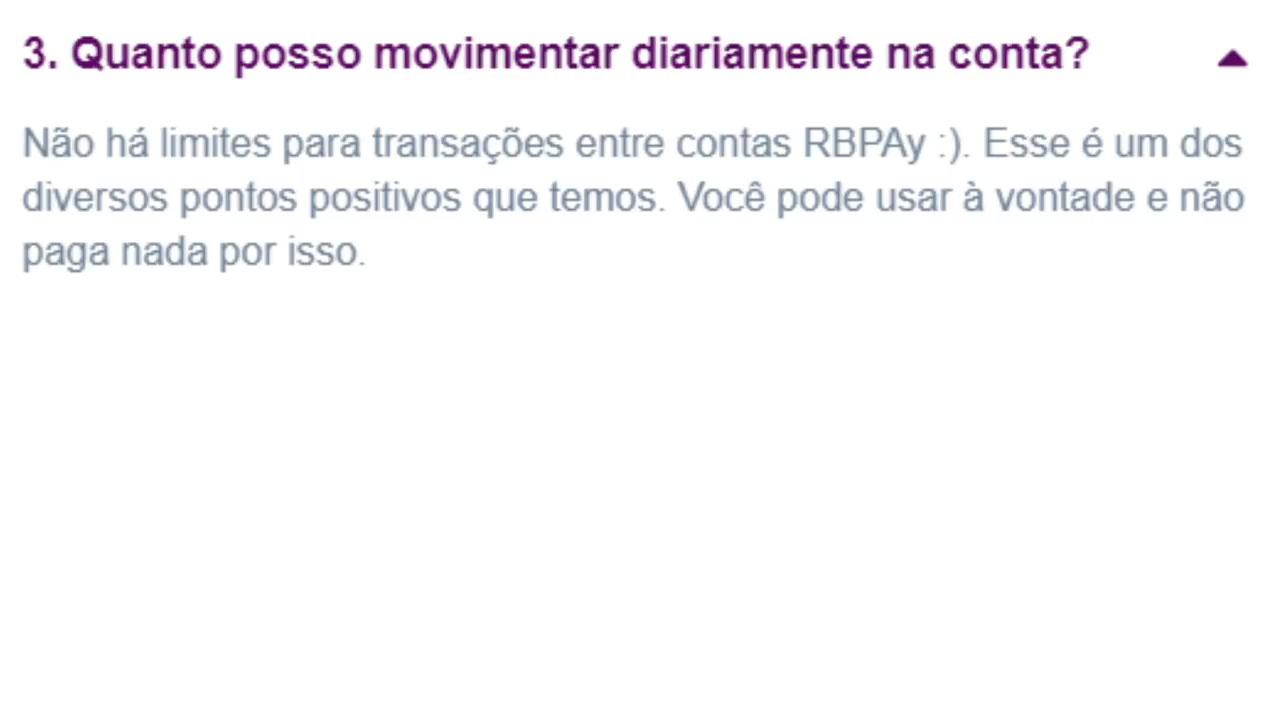 3. Quanto posso movimentar diariamente na conta?
Não há limites para transações entre contas RBPAy :). Esse é um dos
diversos pontos positivos que temos. Você pode usar à vontade e não
paga nada por isso.